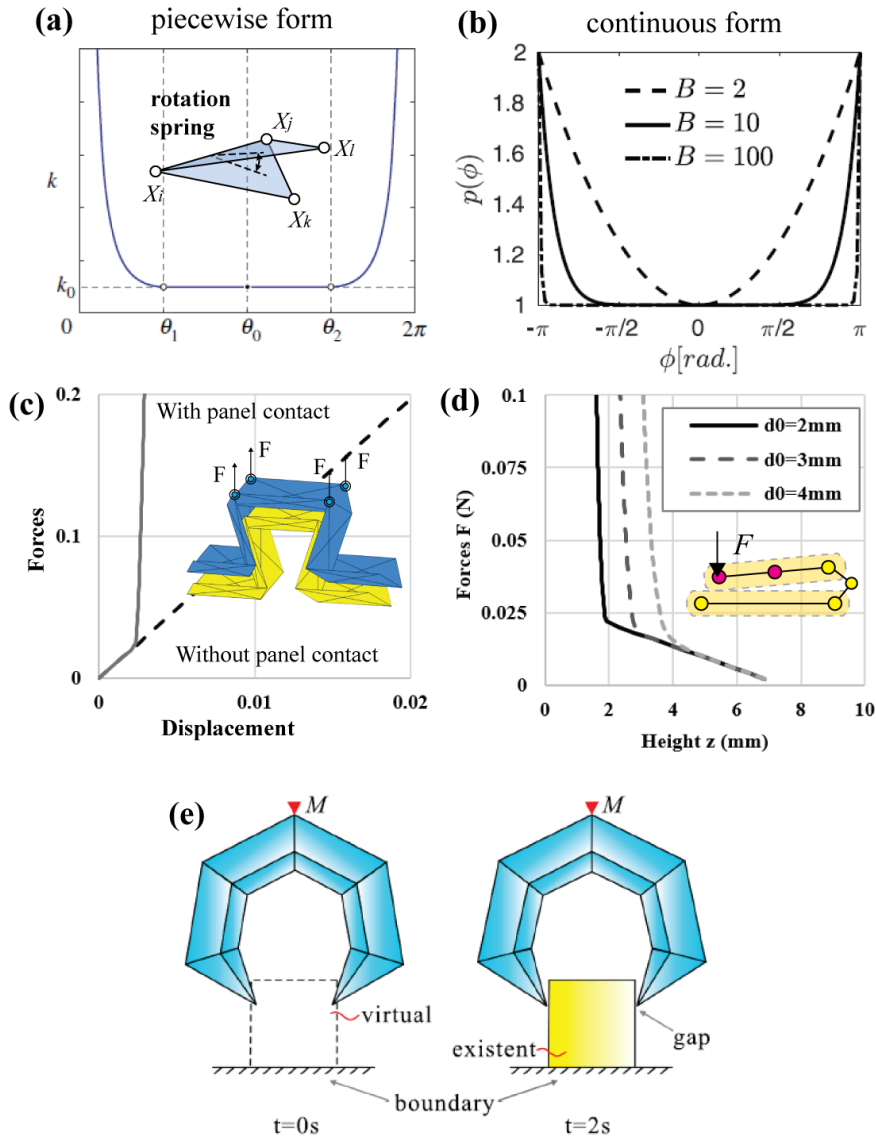 (a)
piecewise form
rotation
spring
Xj
Xl
Xi
Xk
k
k0
0
θ1
θ0
θ2
2π
(b)
continuous form
2
1.8
1.6
1.4
1.2
1
p(ϕ)
B = 2
B = 10
B = 100
-π
-π/2
0
π/2
π
ϕ[rad.]
(c)
0.2
0.1
0
Forces
With panel contact
F
F
F
F
Without panel contact
0
0.01
0.02
Displacement
(d)
0.1
0.075
0.05
0.025
0
Forces F (N)
d0=2mm
d0=3mm
d0=4mm
F
0
2
4
6
8
10
Height z (mm)
(e)
M
M
virtual
existent
gap
boundary
t=0s
t=2s